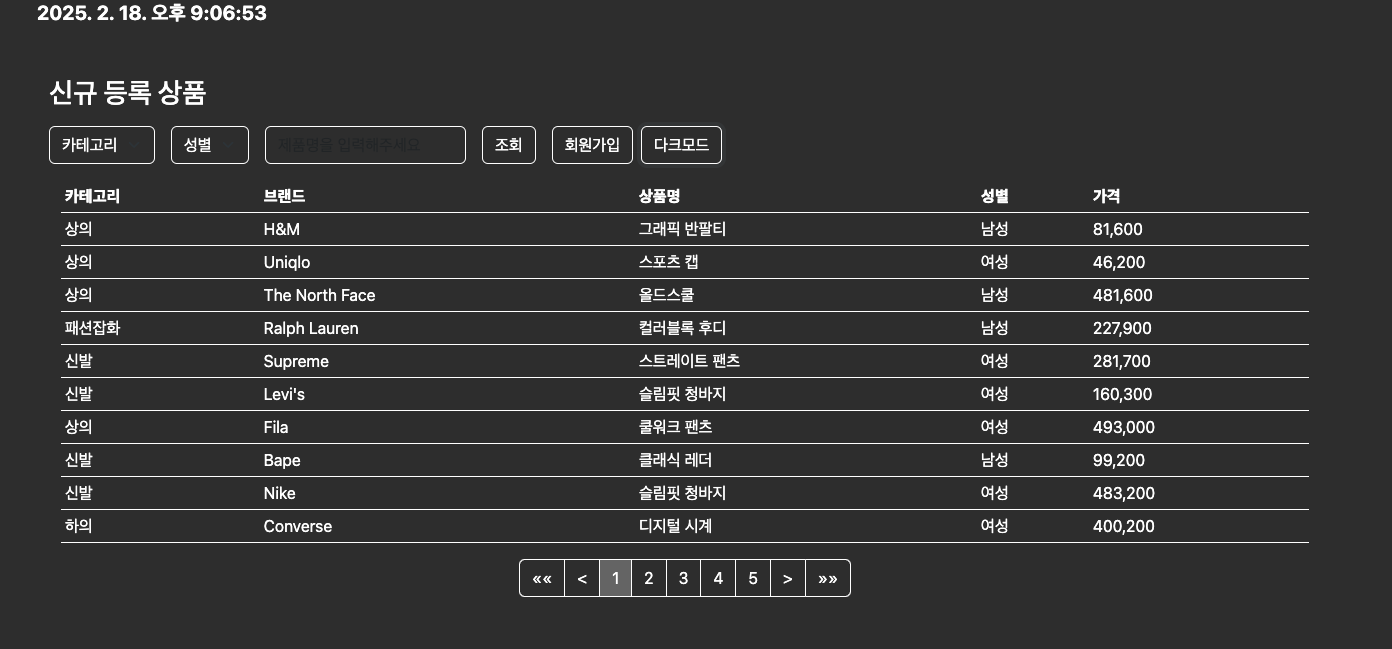 2025. 2. 18. 오후 9:06:53
신규 등록 상품
카테고리 성별 제품명을 입력해주세요 조회 회원가입 다크모드
카테고리 브랜드 상품명 성별 가격
상의 H&M 그래픽 반팔티 남성 81,600
상의 Uniqlo 스포츠 캡 여성 46,200
상의 The North Face 올드스쿨 남성 481,600
패션잡화 Ralph Lauren 컬러블록 후디 남성 227,900
신발 Supreme 스트레이트 팬츠 여성 281,700
신발 Levi's 슬림핏 청바지 여성 160,300
상의 Fila 쿨워크 팬츠 여성 493,000
신발 Bape 클래식 레더 남성 99,200
신발 Nike 슬림핏 청바지 여성 483,200
하의 Converse 디지털 시계 여성 400,200
«« < 1 2 3 4 5 > »»